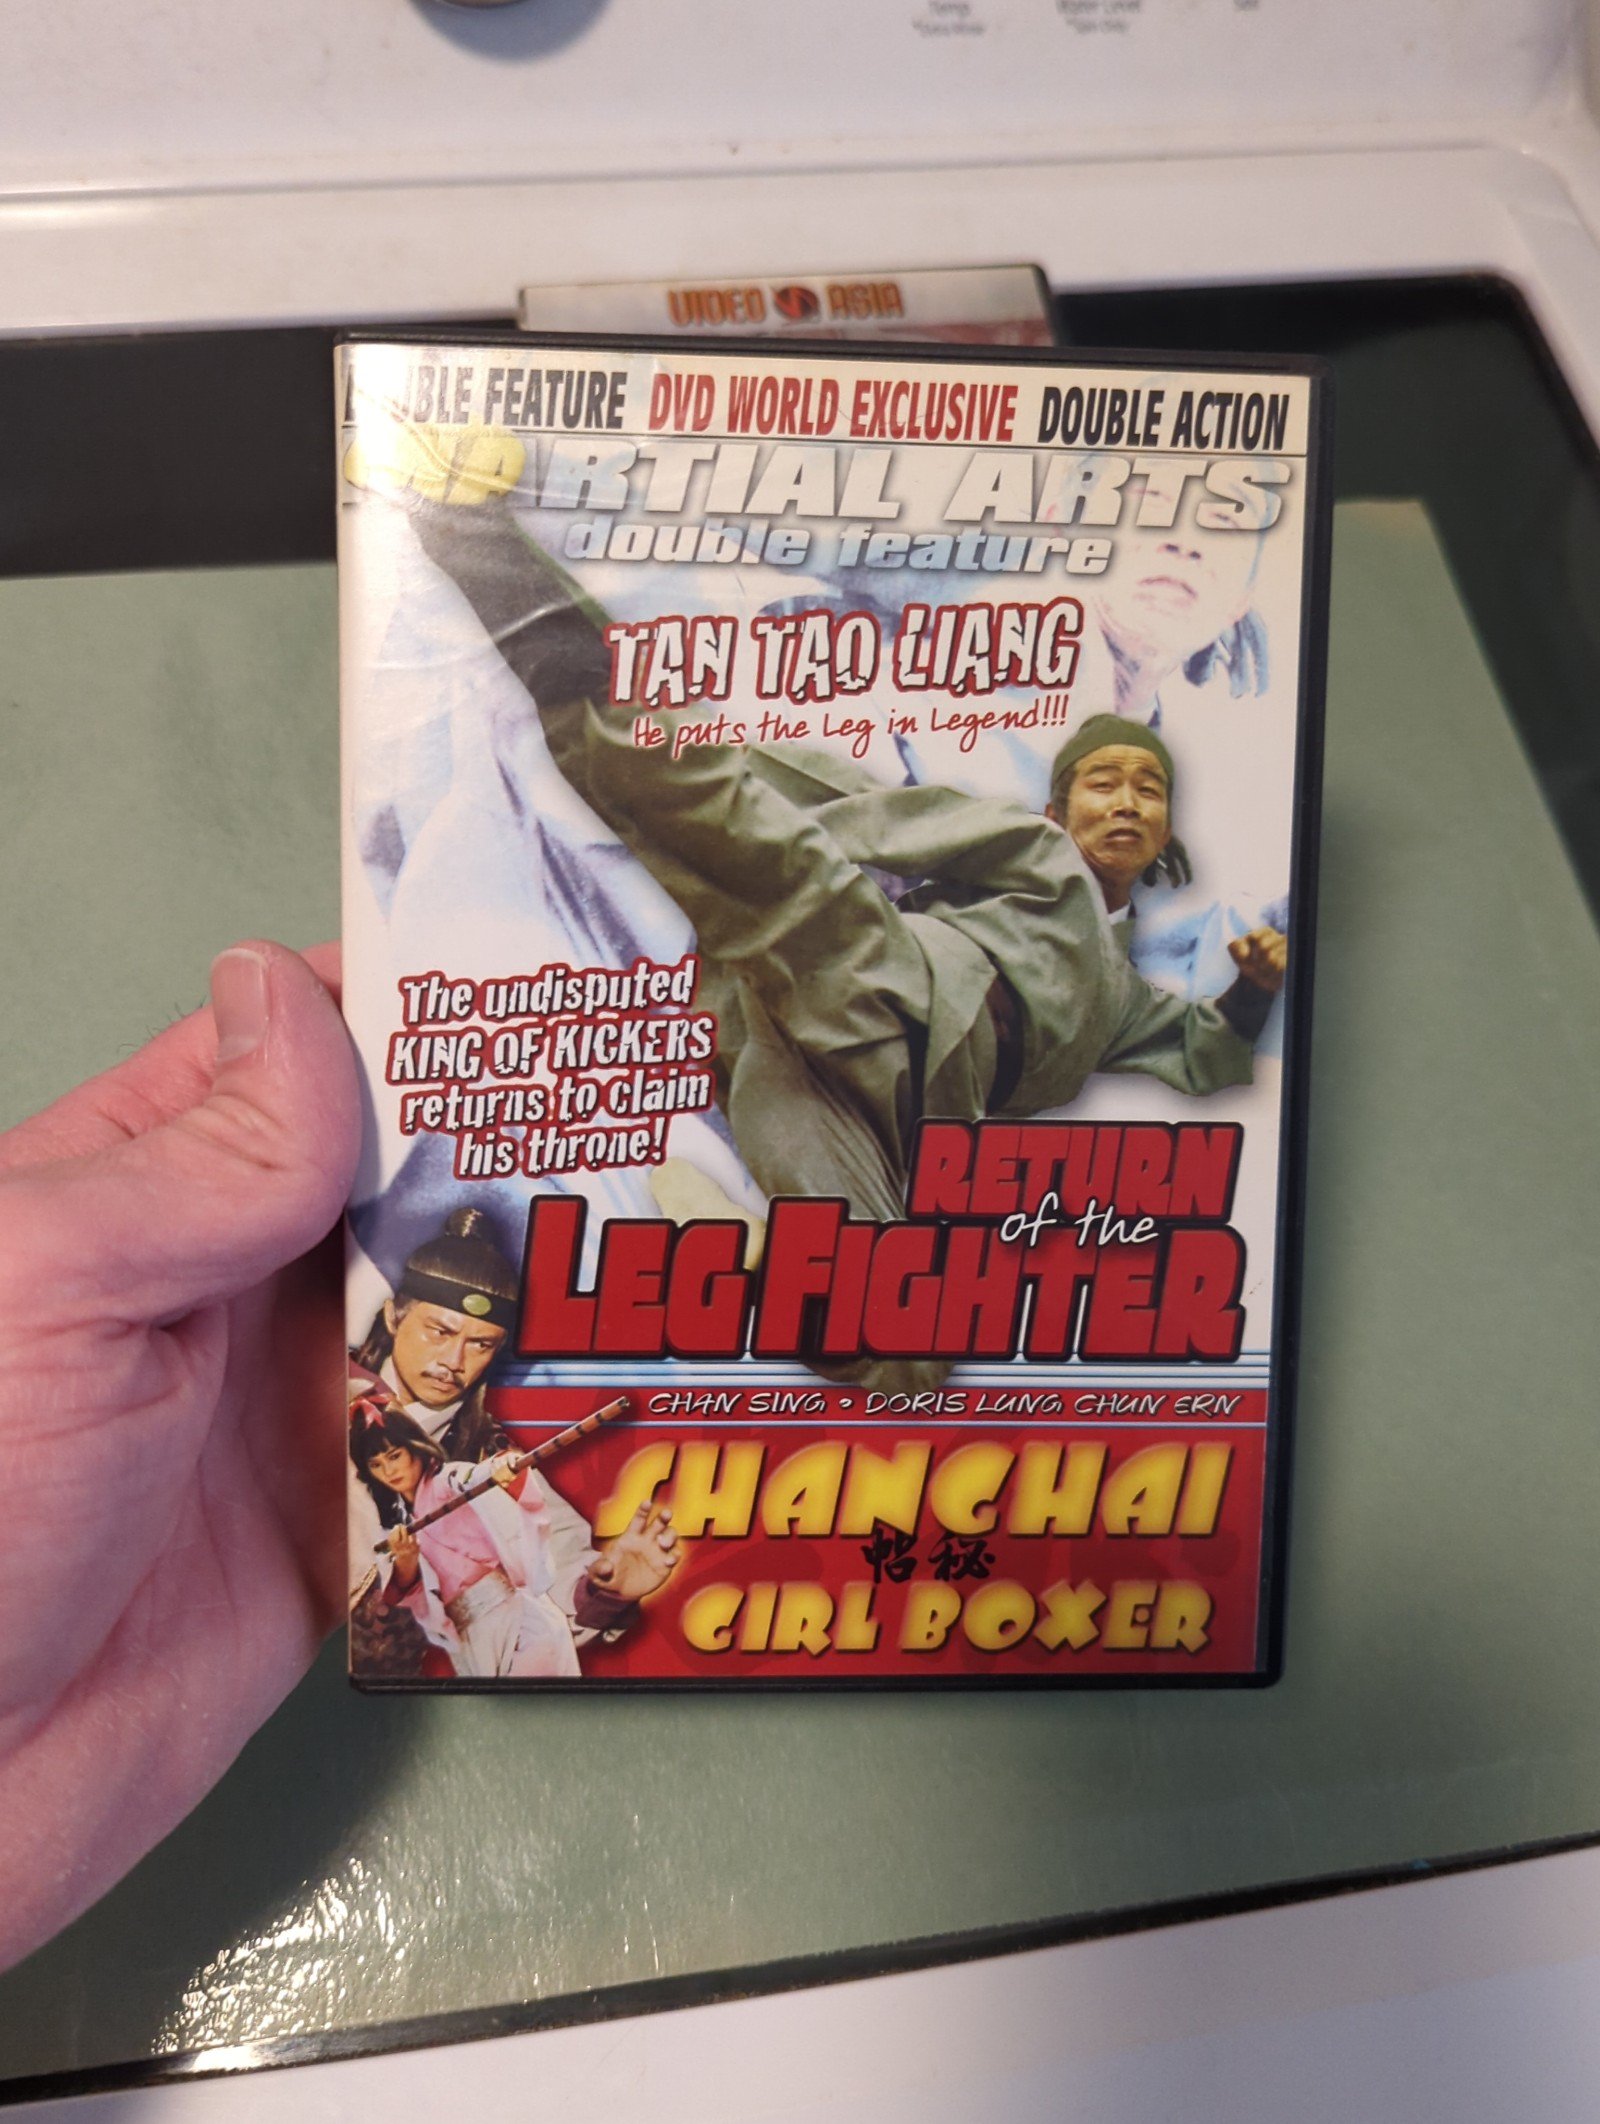 VIDEO ASIA
DOUBLE FEATURE DVD WORLD EXCLUSIVE DOUBLE ACTION
MARTIAL ARTS
double feature
TAN TAO LIANG
He puts the Leg in Legend!!!
The undisputed
KING OF KICKERS
returns to claim
his throne!
RETURN
of the
LEG FIGHTER
CHAN SING • DORIS LUNG CHUN ERN
SHANGHAI
帖秘
GIRL BOXER